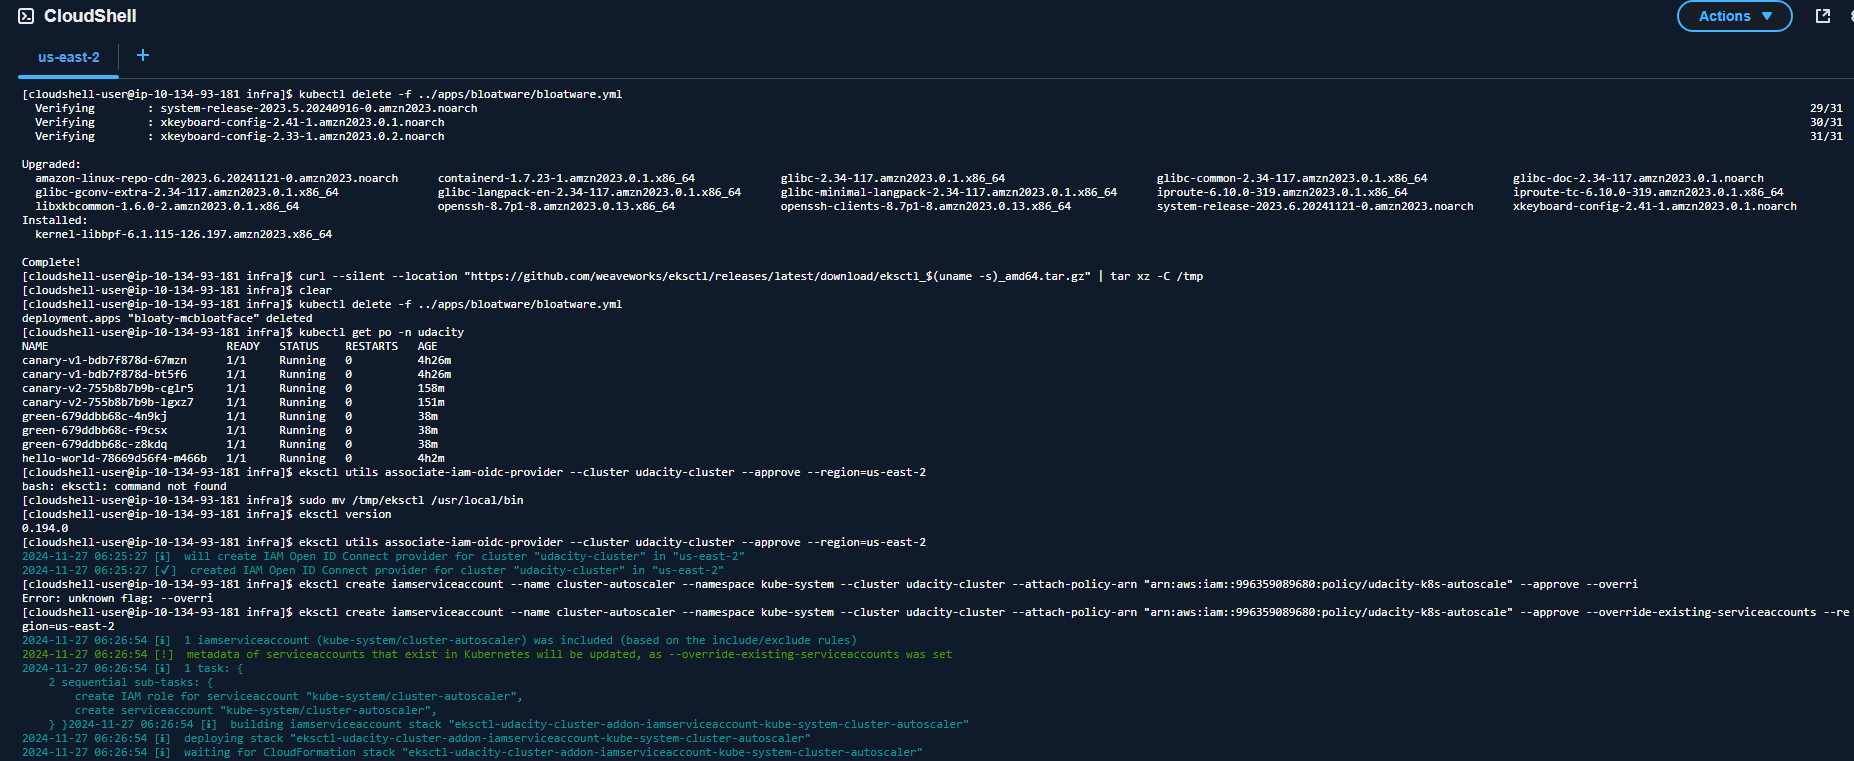 CloudShell
Actions ▼
us-east-2 +
[cloudshell-user@ip-10-134-93-181 infra]$ kubectl delete -f ../apps/bloatware/bloatware.yml
  Verifying        : system-release-2023.5.20240916-0.amzn2023.noarch 29/31
  Verifying        : xkeyboard-config-2.41-1.amzn2023.0.1.noarch 30/31
  Verifying        : xkeyboard-config-2.33-1.amzn2023.0.2.noarch 31/31
Upgraded:
  amazon-linux-repo-cdn-2023.6.20241121-0.amzn2023.noarch containerd-1.7.23-1.amzn2023.0.1.x86_64 glibc-2.34-117.amzn2023.0.1.x86_64 glibc-common-2.34-117.amzn2023.0.1.x86_64 glibc-doc-2.34-117.amzn2023.0.1.noarch
  glibc-gconv-extra-2.34-117.amzn2023.0.1.x86_64 glibc-langpack-en-2.34-117.amzn2023.0.1.x86_64 glibc-minimal-langpack-2.34-117.amzn2023.0.1.x86_64 iproute-6.10.0-319.amzn2023.0.1.x86_64 iproute-tc-6.10.0-319.amzn2023.0.1.x86_64
  libxkbcommon-1.6.0-2.amzn2023.0.1.x86_64 openssh-8.7p1-8.amzn2023.0.13.x86_64 openssh-clients-8.7p1-8.amzn2023.0.13.x86_64 system-release-2023.6.20241121-0.amzn2023.noarch xkeyboard-config-2.41-1.amzn2023.0.1.noarch
Installed:
  kernel-libbpf-6.1.115-126.197.amzn2023.x86_64
Complete!
[cloudshell-user@ip-10-134-93-181 infra]$ curl --silent --location "https://github.com/weaveworks/eksctl/releases/latest/download/eksctl_$(uname -s)_amd64.tar.gz" | tar xz -C /tmp
[cloudshell-user@ip-10-134-93-181 infra]$ clear
[cloudshell-user@ip-10-134-93-181 infra]$ kubectl delete -f ../apps/bloatware/bloatware.yml
deployment.apps "bloaty-mcbloatface" deleted
[cloudshell-user@ip-10-134-93-181 infra]$ kubectl get po -n udacity
NAME                           READY   STATUS    RESTARTS   AGE
canary-v1-bdb7f878d-67mzn      1/1     Running   0          4h26m
canary-v1-bdb7f878d-bt5f6      1/1     Running   0          4h26m
canary-v2-755b8b7b9b-cglr5     1/1     Running   0          158m
canary-v2-755b8b7b9b-lgxz7     1/1     Running   0          151m
green-679ddbb68c-4n9kj         1/1     Running   0          38m
green-679ddbb68c-f9csx         1/1     Running   0          38m
green-679ddbb68c-z8kdq         1/1     Running   0          38m
hello-world-78669d56f4-m466b   1/1     Running   0          4h2m
[cloudshell-user@ip-10-134-93-181 infra]$ eksctl utils associate-iam-oidc-provider --cluster udacity-cluster --approve --region=us-east-2
bash: eksctl: command not found
[cloudshell-user@ip-10-134-93-181 infra]$ sudo mv /tmp/eksctl /usr/local/bin
[cloudshell-user@ip-10-134-93-181 infra]$ eksctl version
0.194.0
[cloudshell-user@ip-10-134-93-181 infra]$ eksctl utils associate-iam-oidc-provider --cluster udacity-cluster --approve --region=us-east-2
2024-11-27 06:25:27 [ℹ]  will create IAM Open ID Connect provider for cluster "udacity-cluster" in "us-east-2"
2024-11-27 06:25:27 [✔]  created IAM Open ID Connect provider for cluster "udacity-cluster" in "us-east-2"
[cloudshell-user@ip-10-134-93-181 infra]$ eksctl create iamserviceaccount --name cluster-autoscaler --namespace kube-system --cluster udacity-cluster --attach-policy-arn "arn:aws:iam::996359089680:policy/udacity-k8s-autoscale" --approve --overri
Error: unknown flag: --overri
[cloudshell-user@ip-10-134-93-181 infra]$ eksctl create iamserviceaccount --name cluster-autoscaler --namespace kube-system --cluster udacity-cluster --attach-policy-arn "arn:aws:iam::996359089680:policy/udacity-k8s-autoscale" --approve --override-existing-serviceaccounts --re
gion=us-east-2
2024-11-27 06:26:54 [ℹ]  1 iamserviceaccount (kube-system/cluster-autoscaler) was included (based on the include/exclude rules)
2024-11-27 06:26:54 [!]  metadata of serviceaccounts that exist in Kubernetes will be updated, as --override-existing-serviceaccounts was set
2024-11-27 06:26:54 [ℹ]  1 task: {
    2 sequential sub-tasks: {
        create IAM role for serviceaccount "kube-system/cluster-autoscaler",
        create serviceaccount "kube-system/cluster-autoscaler",
    } }2024-11-27 06:26:54 [ℹ]  building iamserviceaccount stack "eksctl-udacity-cluster-addon-iamserviceaccount-kube-system-cluster-autoscaler"
2024-11-27 06:26:54 [ℹ]  deploying stack "eksctl-udacity-cluster-addon-iamserviceaccount-kube-system-cluster-autoscaler"
2024-11-27 06:26:54 [ℹ]  waiting for CloudFormation stack "eksctl-udacity-cluster-addon-iamserviceaccount-kube-system-cluster-autoscaler"